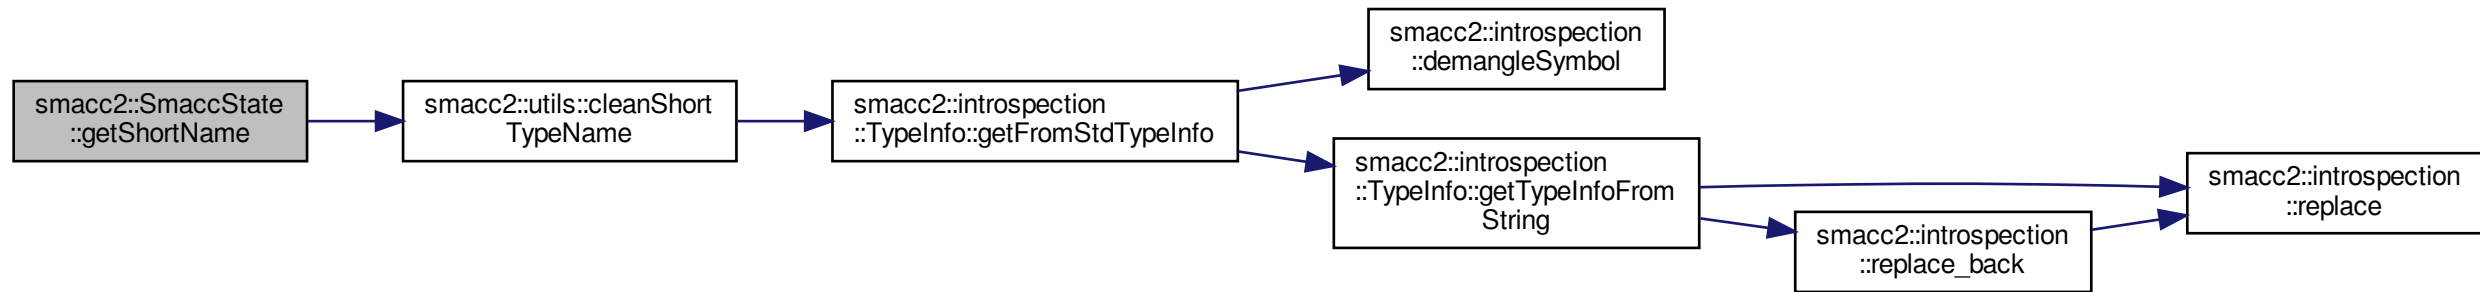 smacc2::SmaccState
::getShortName
smacc2::utils::cleanShort
TypeName
smacc2::introspection
::TypeInfo::getFromStdTypeInfo
smacc2::introspection
::demangleSymbol
smacc2::introspection
::TypeInfo::getTypeInfoFrom
String
smacc2::introspection
::replace_back
smacc2::introspection
::replace